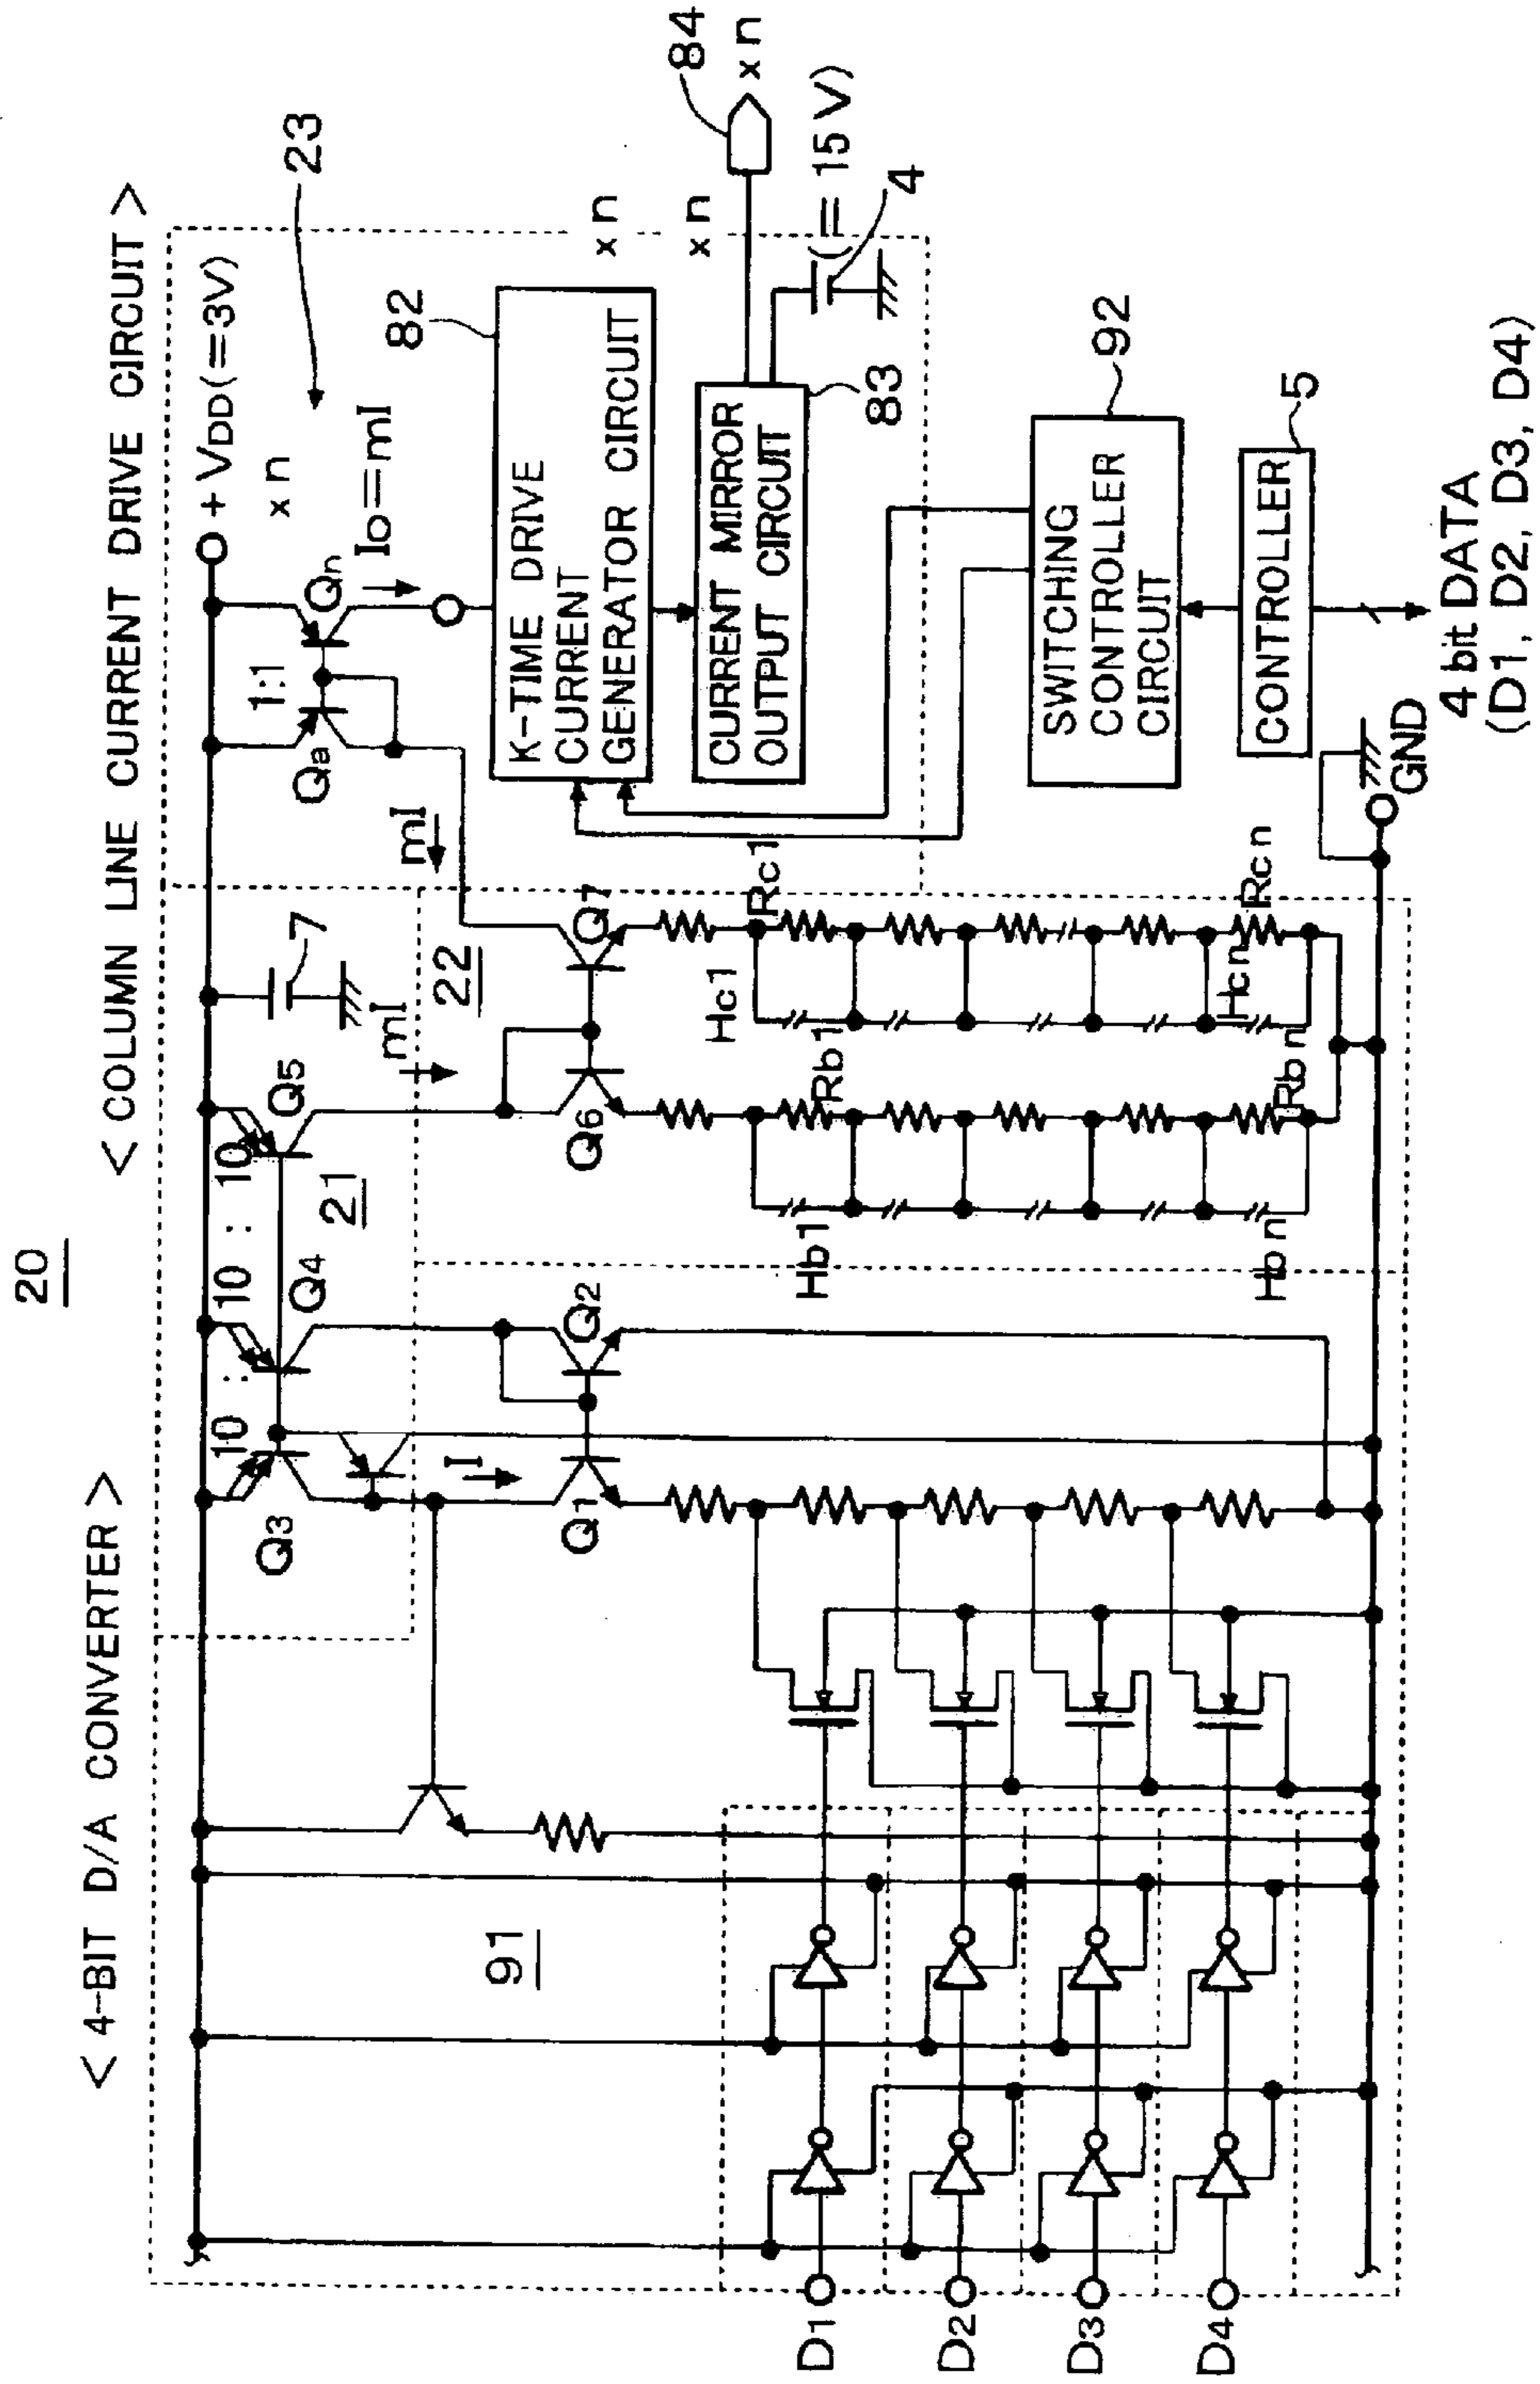 20
< 4-BIT D/A CONVERTER >
< COLUMN LINE CURRENT DRIVE CIRCUIT >
+VDD(=3V)
x n
23
Q3
10 : 10 : 10
Q4
Q5
21
7
Qa
1:1
Qn
Io=mI
82
K-TIME DRIVE
CURRENT
GENERATOR CIRCUIT
x n
x n
84
x n
I
mI
mI
91
Q1
Q2
22
Q6
Q7
CURRENT MIRROR
OUTPUT CIRCUIT
83
(=15V)
4
D1
D2
D3
D4
Hb1
Rb1
Hc1
Rc1
Hbn
Rbn
Hcn
Rcn
SWITCHING
CONTROLLER
CIRCUIT
92
CONTROLLER
5
GND
4 bit DATA
(D1, D2, D3, D4)